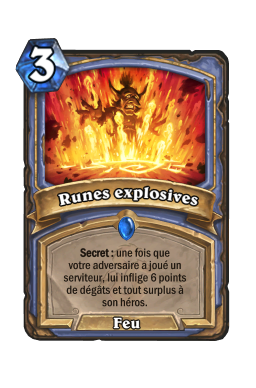 3
Runes explosives
Secret : une fois que
votre adversaire a joué un
serviteur, lui inflige 6 points
de dégâts et tout surplus à
son héros.
Feu